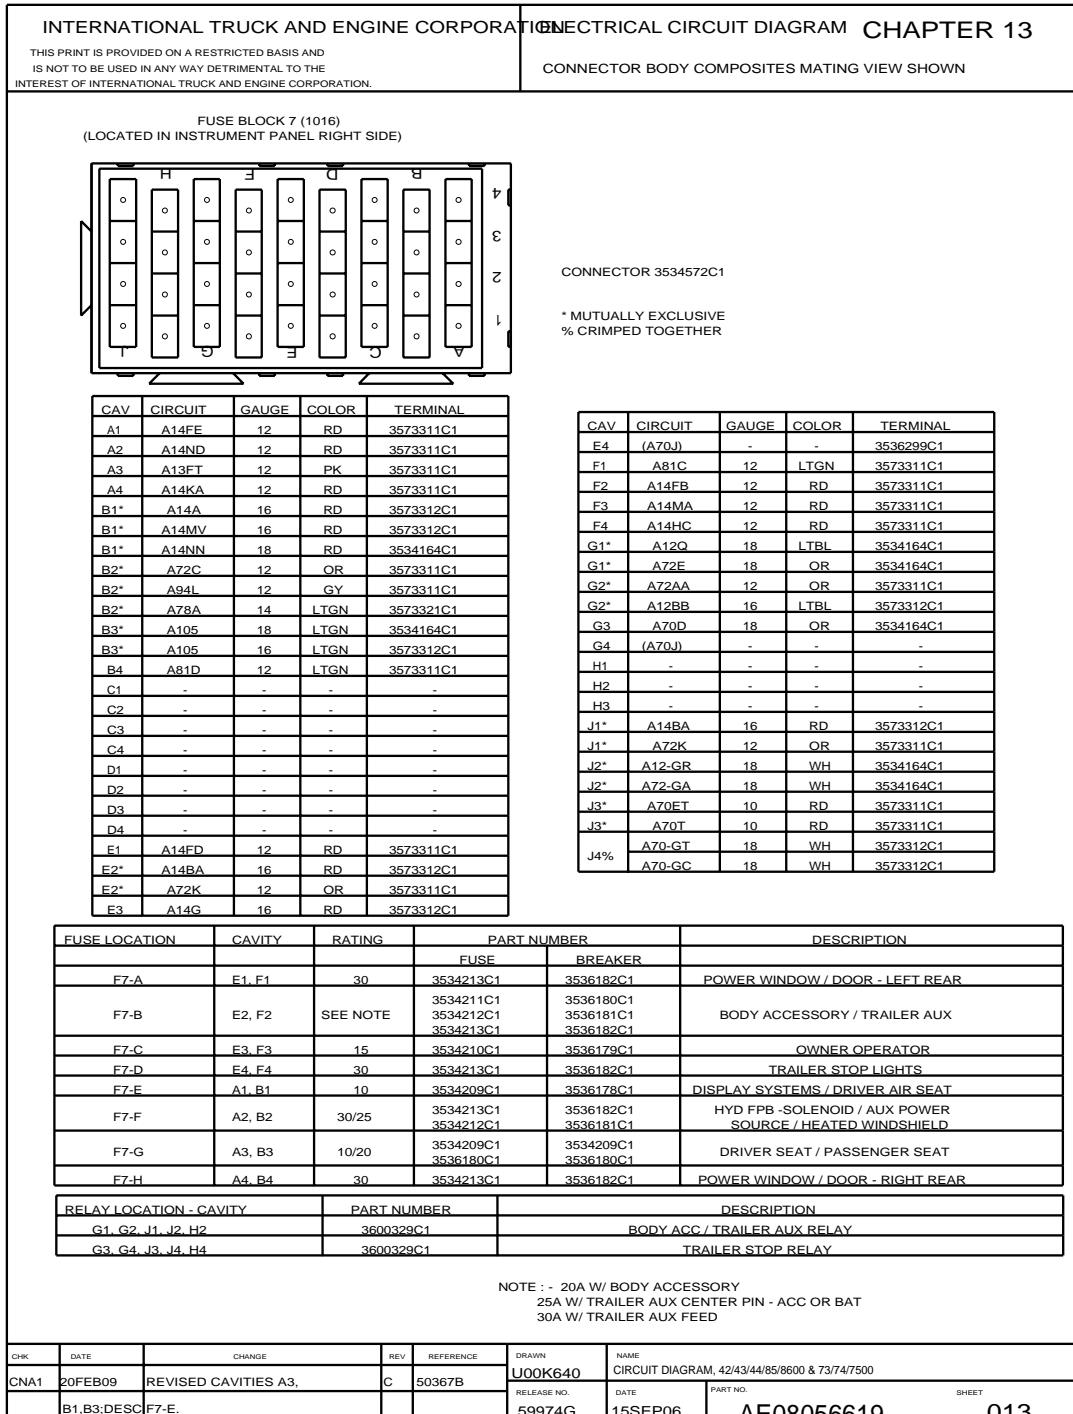 INTERNATIONAL TRUCK AND ENGINE CORPORATION
ELECTRICAL CIRCUIT DIAGRAM CHAPTER 13
THIS PRINT IS PROVIDED ON A RESTRICTED BASIS AND
IS NOT TO BE USED IN ANY WAY DETRIMENTAL TO THE
INTEREST OF INTERNATIONAL TRUCK AND ENGINE CORPORATION.
CONNECTOR BODY COMPOSITES MATING VIEW SHOWN
FUSE BLOCK 7 (1016)
(LOCATED IN INSTRUMENT PANEL RIGHT SIDE)
H F D B
4
3
2
1
J G E C A
CONNECTOR 3534572C1
* MUTUALLY EXCLUSIVE
% CRIMPED TOGETHER
CAV CIRCUIT GAUGE COLOR TERMINAL
A1 A14FE 12 RD 3573311C1
A2 A14ND 12 RD 3573311C1
A3 A13FT 12 PK 3573311C1
A4 A14KA 12 RD 3573311C1
B1* A14A 16 RD 3573312C1
B1* A14MV 16 RD 3573312C1
B1* A14NN 18 RD 3534164C1
B2* A72C 12 OR 3573311C1
B2* A94L 12 GY 3573311C1
B2* A78A 14 LTGN 3573321C1
B3* A105 18 LTGN 3534164C1
B3* A105 16 LTGN 3573312C1
B4 A81D 12 LTGN 3573311C1
C1 - - - -
C2 - - - -
C3 - - - -
C4 - - - -
D1 - - - -
D2 - - - -
D3 - - - -
D4 - - - -
E1 A14FD 12 RD 3573311C1
E2* A14BA 16 RD 3573312C1
E2* A72K 12 OR 3573311C1
E3 A14G 16 RD 3573312C1
CAV CIRCUIT GAUGE COLOR TERMINAL
E4 (A70J) - - 3536299C1
F1 A81C 12 LTGN 3573311C1
F2 A14FB 12 RD 3573311C1
F3 A14MA 12 RD 3573311C1
F4 A14HC 12 RD 3573311C1
G1* A12Q 18 LTBL 3534164C1
G1* A72E 18 OR 3534164C1
G2* A72AA 12 OR 3573311C1
G2* A12BB 16 LTBL 3573312C1
G3 A70D 18 OR 3534164C1
G4 (A70J) - - -
H1 - - - -
H2 - - - -
H3 - - - -
J1* A14BA 16 RD 3573312C1
J1* A72K 12 OR 3573311C1
J2* A12-GR 18 WH 3534164C1
J2* A72-GA 18 WH 3534164C1
J3* A70ET 10 RD 3573311C1
J3* A70T 10 RD 3573311C1
J4% A70-GT 18 WH 3573312C1
A70-GC 18 WH 3573312C1
FUSE LOCATION CAVITY RATING PART NUMBER DESCRIPTION
FUSE BREAKER
F7-A E1, F1 30 3534213C1 3536182C1 POWER WINDOW / DOOR - LEFT REAR
3534211C1 3536180C1
F7-B E2, F2 SEE NOTE 3534212C1 3536181C1 BODY ACCESSORY / TRAILER AUX
3534213C1 3536182C1
F7-C E3, F3 15 3534210C1 3536179C1 OWNER OPERATOR
F7-D E4, F4 30 3534213C1 3536182C1 TRAILER STOP LIGHTS
F7-E A1, B1 10 3534209C1 3536178C1 DISPLAY SYSTEMS / DRIVER AIR SEAT
F7-F A2, B2 30/25 3534213C1 3536182C1 HYD FPB -SOLENOID / AUX POWER
3534212C1 3536181C1 SOURCE / HEATED WINDSHIELD
F7-G A3, B3 10/20 3534209C1 3534209C1 DRIVER SEAT / PASSENGER SEAT
3536180C1 3536180C1
F7-H A4, B4 30 3534213C1 3536182C1 POWER WINDOW / DOOR - RIGHT REAR
RELAY LOCATION - CAVITY PART NUMBER DESCRIPTION
G1, G2, J1, J2, H2 3600329C1 BODY ACC / TRAILER AUX RELAY
G3, G4, J3, J4, H4 3600329C1 TRAILER STOP RELAY
NOTE : - 20A W/ BODY ACCESSORY
25A W/ TRAILER AUX CENTER PIN - ACC OR BAT
30A W/ TRAILER AUX FEED
CHK DATE CHANGE REV REFERENCE DRAWN NAME
CNA1 20FEB09 REVISED CAVITIES A3, C 50367B U00K640 CIRCUIT DIAGRAM, 42/43/44/85/8600 & 73/74/7500
RELEASE NO. DATE PART NO. SHEET
B1,B3;DESC F7-E. 59974G 15SEP06 AE08056619 013